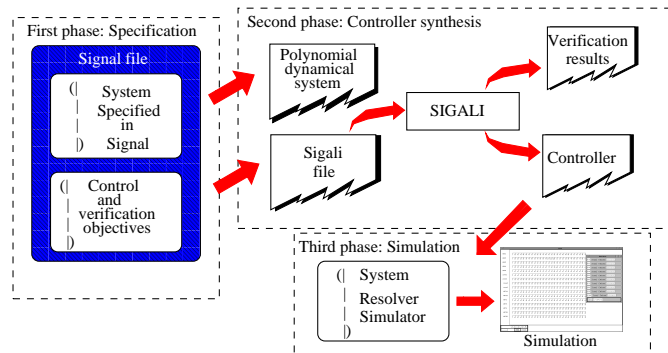 First phase: Specification
Signal file
(| System
| Specified
| in
|) Signal
(| Control
| and
| verification
| objectives
|)
Second phase: Controller synthesis
Polynomial
dynamical
system
Sigali
file
SIGALI
Verification
results
Controller
Third phase: Simulation
(| System
| Resolver
| Simulator
|)
Simulation